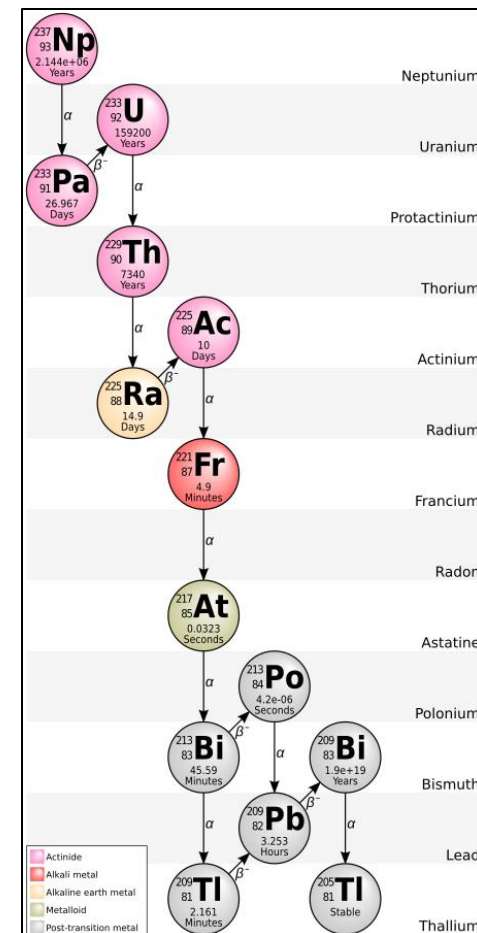 237
93 Np
2.144e+06
Years
Neptunium
α
233
92 U
159200
Years
Uranium
β⁻
233
91 Pa
26.967
Days
α
Protactinium
229
90 Th
7340
Years
Thorium
α
225
89 Ac
10
Days
Actinium
β⁻
225
88 Ra
14.9
Days
α
Radium
221
87 Fr
4.9
Minutes
Francium
α
Radon
217
85 At
0.0323
Seconds
Astatine
α
213
84 Po
4.2e-06
Seconds
Polonium
β⁻
213
83 Bi
45.59
Minutes
α
209
83 Bi
1.9e+19
Years
Bismuth
β⁻
α
209
82 Pb
3.253
Hours
α
Lead
β⁻
209
81 Tl
2.161
Minutes
205
81 Tl
Stable
Thallium
Actinide
Alkali metal
Alkaline earth metal
Metalloid
Post-transition metal